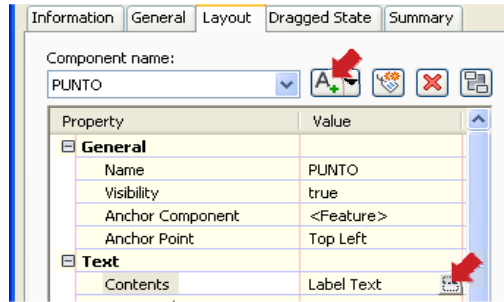 Information General Layout Dragged State Summary
Component name:
PUNTO
A+
Property Value
General
Name PUNTO
Visibility true
Anchor Component <Feature>
Anchor Point Top Left
Text
Contents Label Text ...